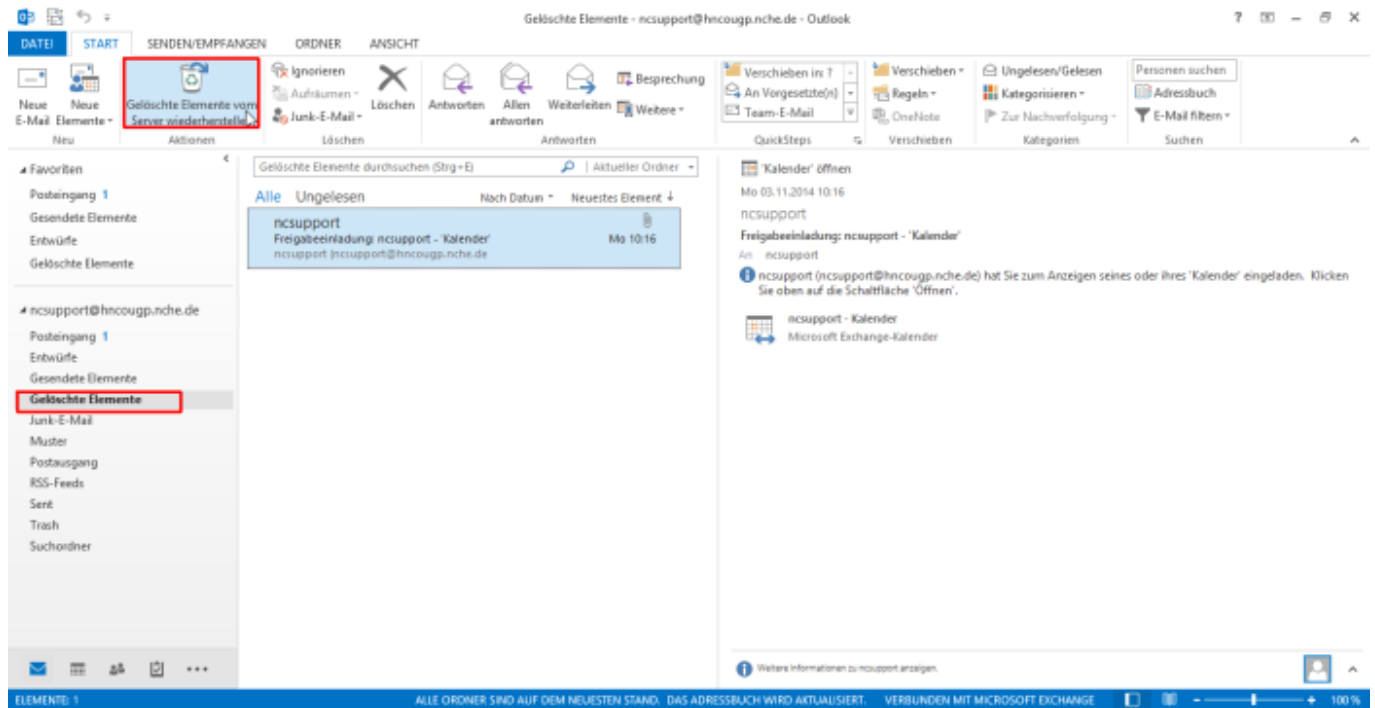 Gelöschte Elemente - ncsupport@hncougp.nche.de - Outlook
DATEI START SENDEN/EMPFANGEN ORDNER ANSICHT
Neue E-Mail
Neue Elemente
Neu
Gelöschte Elemente vom
Server wiederherstellen
Aktionen
Ignorieren
Aufräumen
Junk-E-Mail
Löschen
Löschen
Antworten
Allen antworten
Weiterleiten
Besprechung
Weitere
Antworten
Verschieben in: ?
An Vorgesetzte(n)
Team-E-Mail
QuickSteps
Verschieben
Regeln
OneNote
Verschieben
Ungelesen/Gelesen
Kategorisieren
Zur Nachverfolgung
Kategorien
Personen suchen
Adressbuch
E-Mail filtern
Suchen
Favoriten
Posteingang 1
Gesendete Elemente
Entwürfe
Gelöschte Elemente
ncsupport@hncougp.nche.de
Posteingang 1
Entwürfe
Gesendete Elemente
Gelöschte Elemente
Junk-E-Mail
Muster
Postausgang
RSS-Feeds
Sent
Trash
Suchordner
Gelöschte Elemente durchsuchen (Strg+E) Aktueller Ordner
Alle Ungelesen Nach Datum Neuestes Element ↓
ncsupport
Freigabeeinladung: ncsupport - 'Kalender' Mo 10:16
ncsupport (ncsupport@hncougp.nche.de
'Kalender' öffnen
Mo 03.11.2014 10:16
ncsupport
Freigabeeinladung: ncsupport - 'Kalender'
An ncsupport
ncsupport (ncsupport@hncougp.nche.de) hat Sie zum Anzeigen seines oder ihres 'Kalender' eingeladen. Klicken
Sie oben auf die Schaltfläche 'Öffnen'.
ncsupport - Kalender
Microsoft Exchange-Kalender
Weitere Informationen zu ncsupport anzeigen.
ELEMENTE: 1 ALLE ORDNER SIND AUF DEM NEUESTEN STAND. DAS ADRESSBUCH WIRD AKTUALISIERT. VERBUNDEN MIT MICROSOFT EXCHANGE 100 %